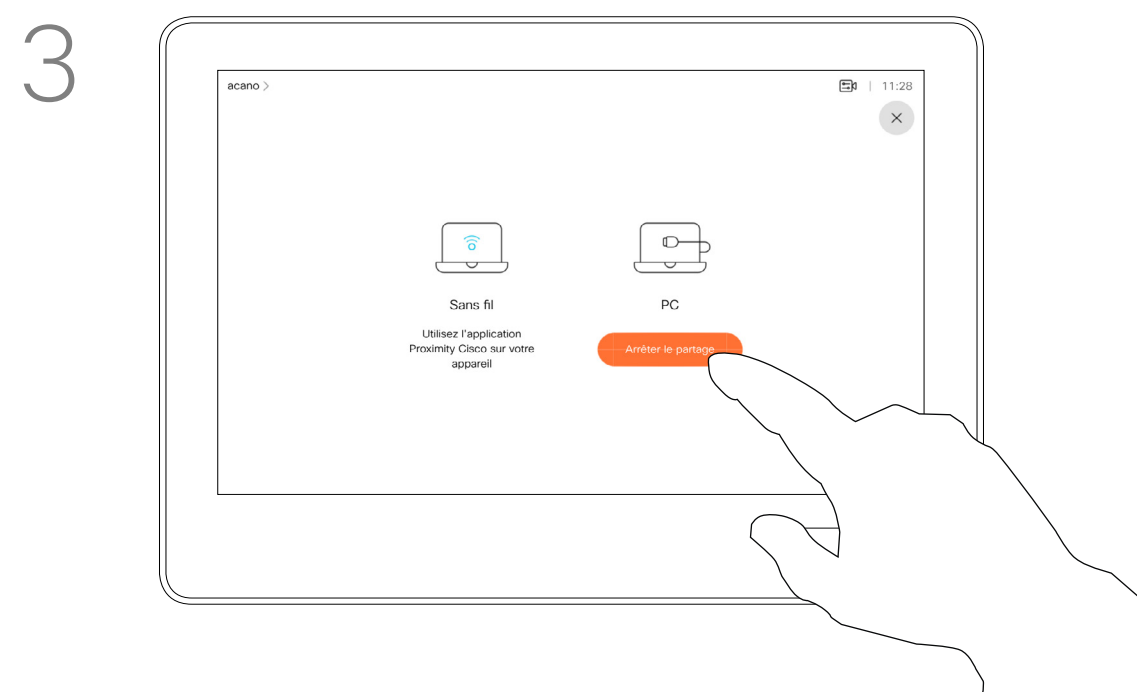 3
acano >
11:28
Sans fil
PC
Utilisez l'application
Proximity Cisco sur votre
appareil
Arrêter le partage